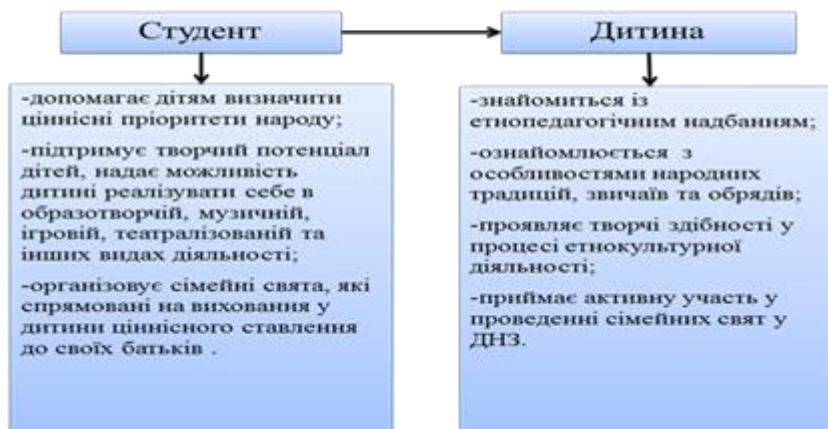 Студент
Дитина
-допомагає дітям визначити
ціннісні пріоритети народу;
-підтримує творчий потенціал
дітей, надає можливість
дитині реалізувати себе в
образотворчій, музичній,
ігровій, театралізованій та
інших видах діяльності;
-організовує сімейні свята, які
спрямовані на виховання у
дитини ціннісного ставлення
до своїх батьків .
-знайомиться із
етнопедагогічним надбанням;
-ознайомлюється з
особливостями народних
традицій, звичаїв та обрядів;
-проявляє творчі здібності у
процесі етнокультурної
діяльності;
-приймає активну участь у
проведенні сімейних свят у
ДНЗ.